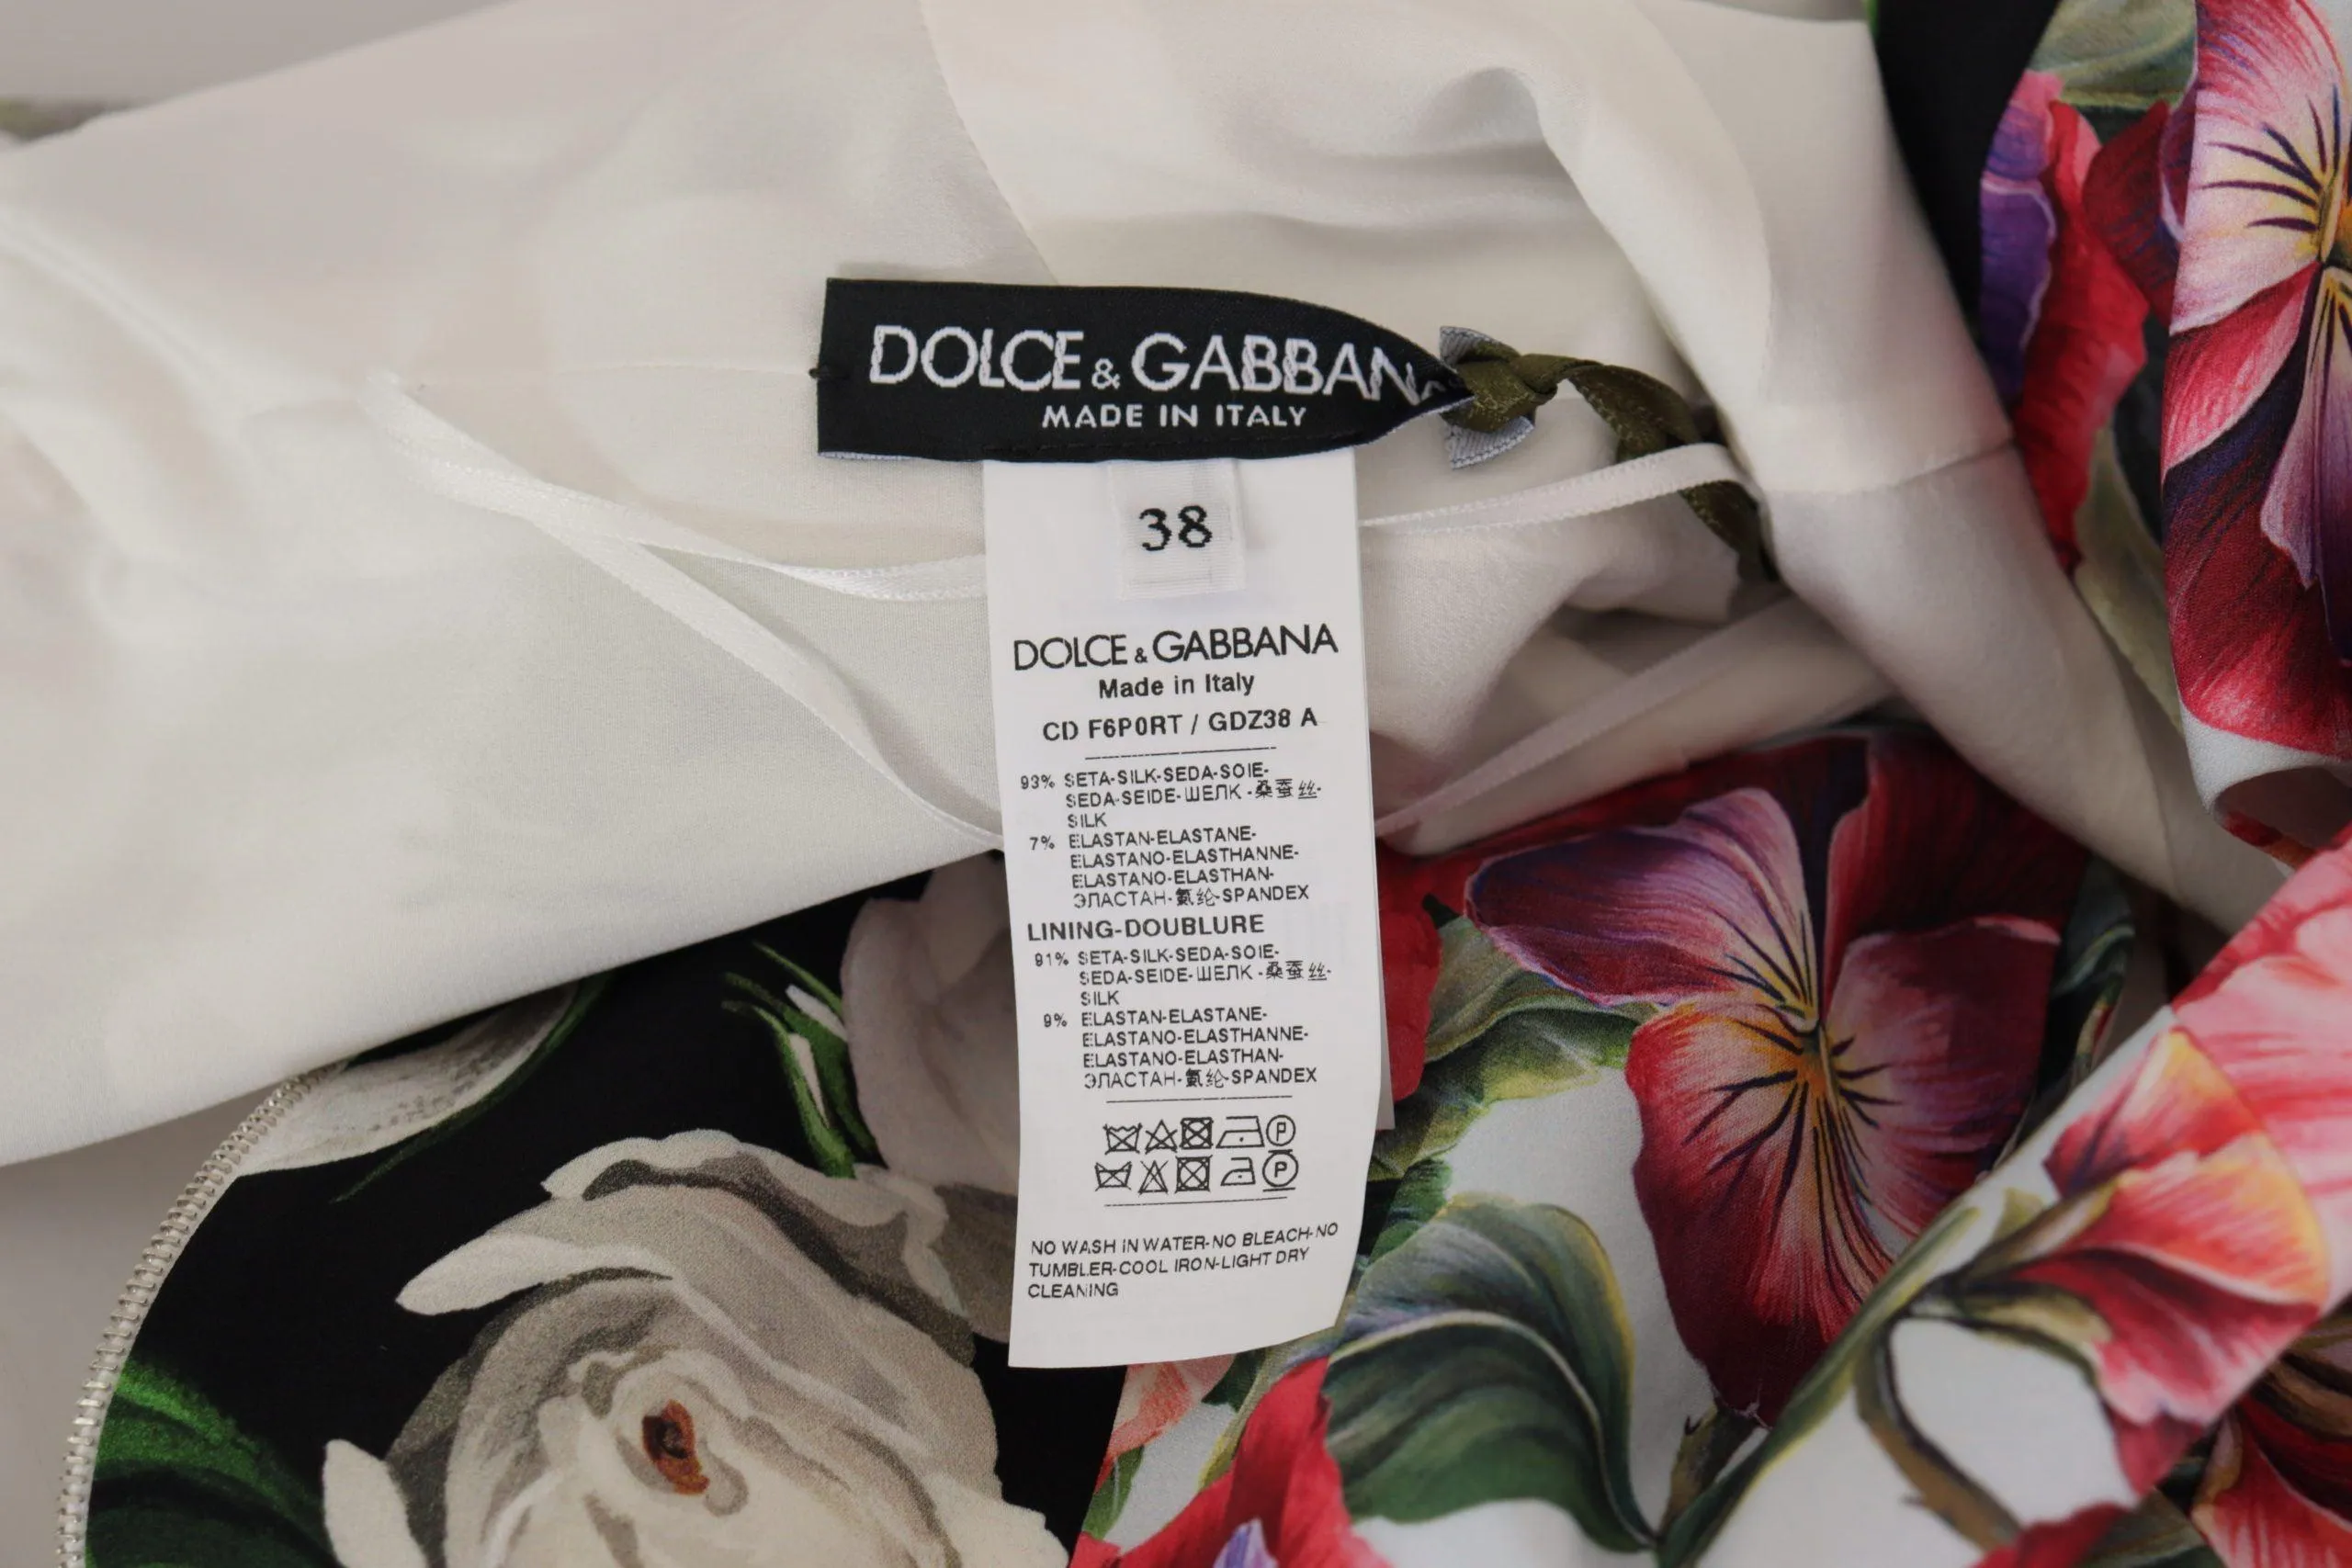 DOLCE & GABBANA
MADE IN ITALY
38
DOLCE & GABBANA
Made in Italy
CD F6P0RT / GDZ38 A
93% SETA-SILK-SEDA-SOIE-
SEDA-SEIDE-ШЕЛК-桑蚕丝-
SILK
7% ELASTAN-ELASTANE-
ELASTANO-ELASTHANNE-
ELASTANO-ELASTHAN-
ЭЛАСТАН-氨纶-SPANDEX
LINING-DOUBLURE
91% SETA-SILK-SEDA-SOIE-
SEDA-SEIDE-ШЕЛК-桑蚕丝-
SILK
9% ELASTAN-ELASTANE-
ELASTANO-ELASTHANNE-
ELASTANO-ELASTHAN-
ЭЛАСТАН-氨纶-SPANDEX
P
P
NO WASH IN WATER-NO BLEACH-NO
TUMBLER-COOL IRON-LIGHT DRY
CLEANING